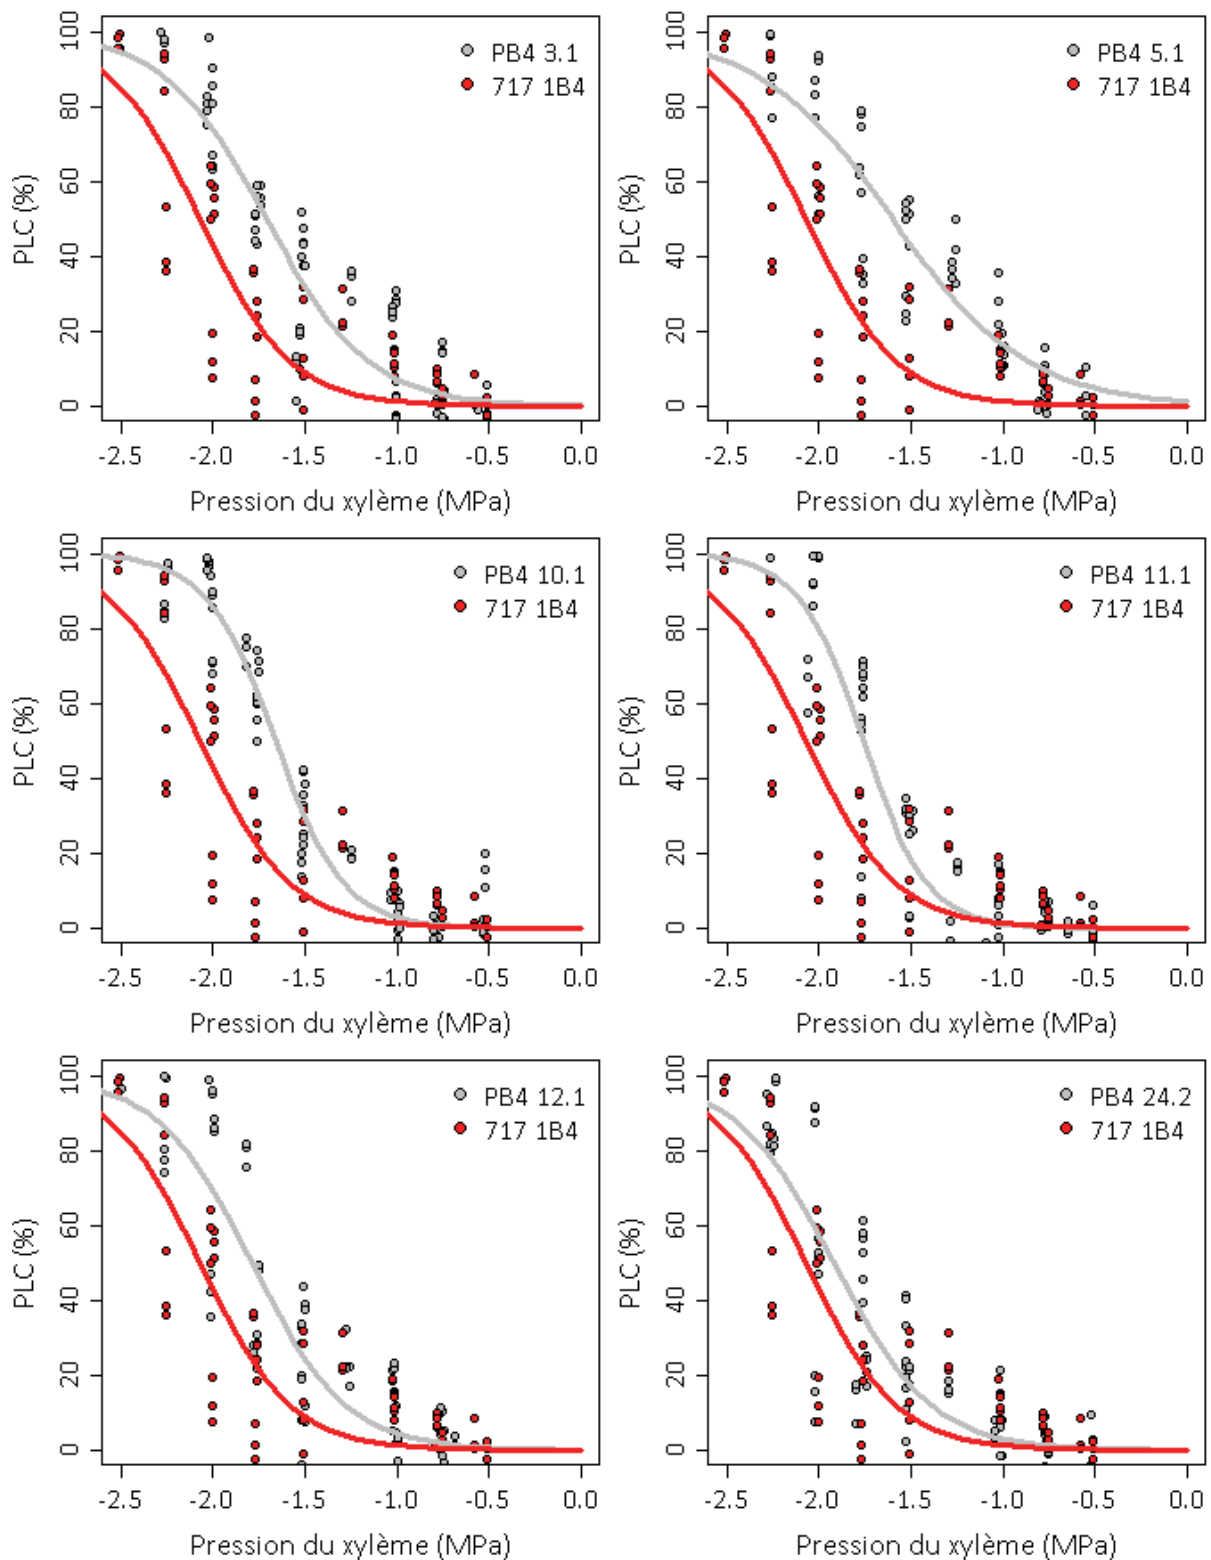 PLC (%)
0 20 40 60 80 100
PB4 3.1
717 1B4
-2.5 -2.0 -1.5 -1.0 -0.5 0.0
Pression du xylème (MPa)
PLC (%)
0 20 40 60 80 100
PB4 5.1
717 1B4
-2.5 -2.0 -1.5 -1.0 -0.5 0.0
Pression du xylème (MPa)
PLC (%)
0 20 40 60 80 100
PB4 10.1
717 1B4
-2.5 -2.0 -1.5 -1.0 -0.5 0.0
Pression du xylème (MPa)
PLC (%)
0 20 40 60 80 100
PB4 11.1
717 1B4
-2.5 -2.0 -1.5 -1.0 -0.5 0.0
Pression du xylème (MPa)
PLC (%)
0 20 40 60 80 100
PB4 12.1
717 1B4
-2.5 -2.0 -1.5 -1.0 -0.5 0.0
Pression du xylème (MPa)
PLC (%)
0 20 40 60 80 100
PB4 24.2
717 1B4
-2.5 -2.0 -1.5 -1.0 -0.5 0.0
Pression du xylème (MPa)